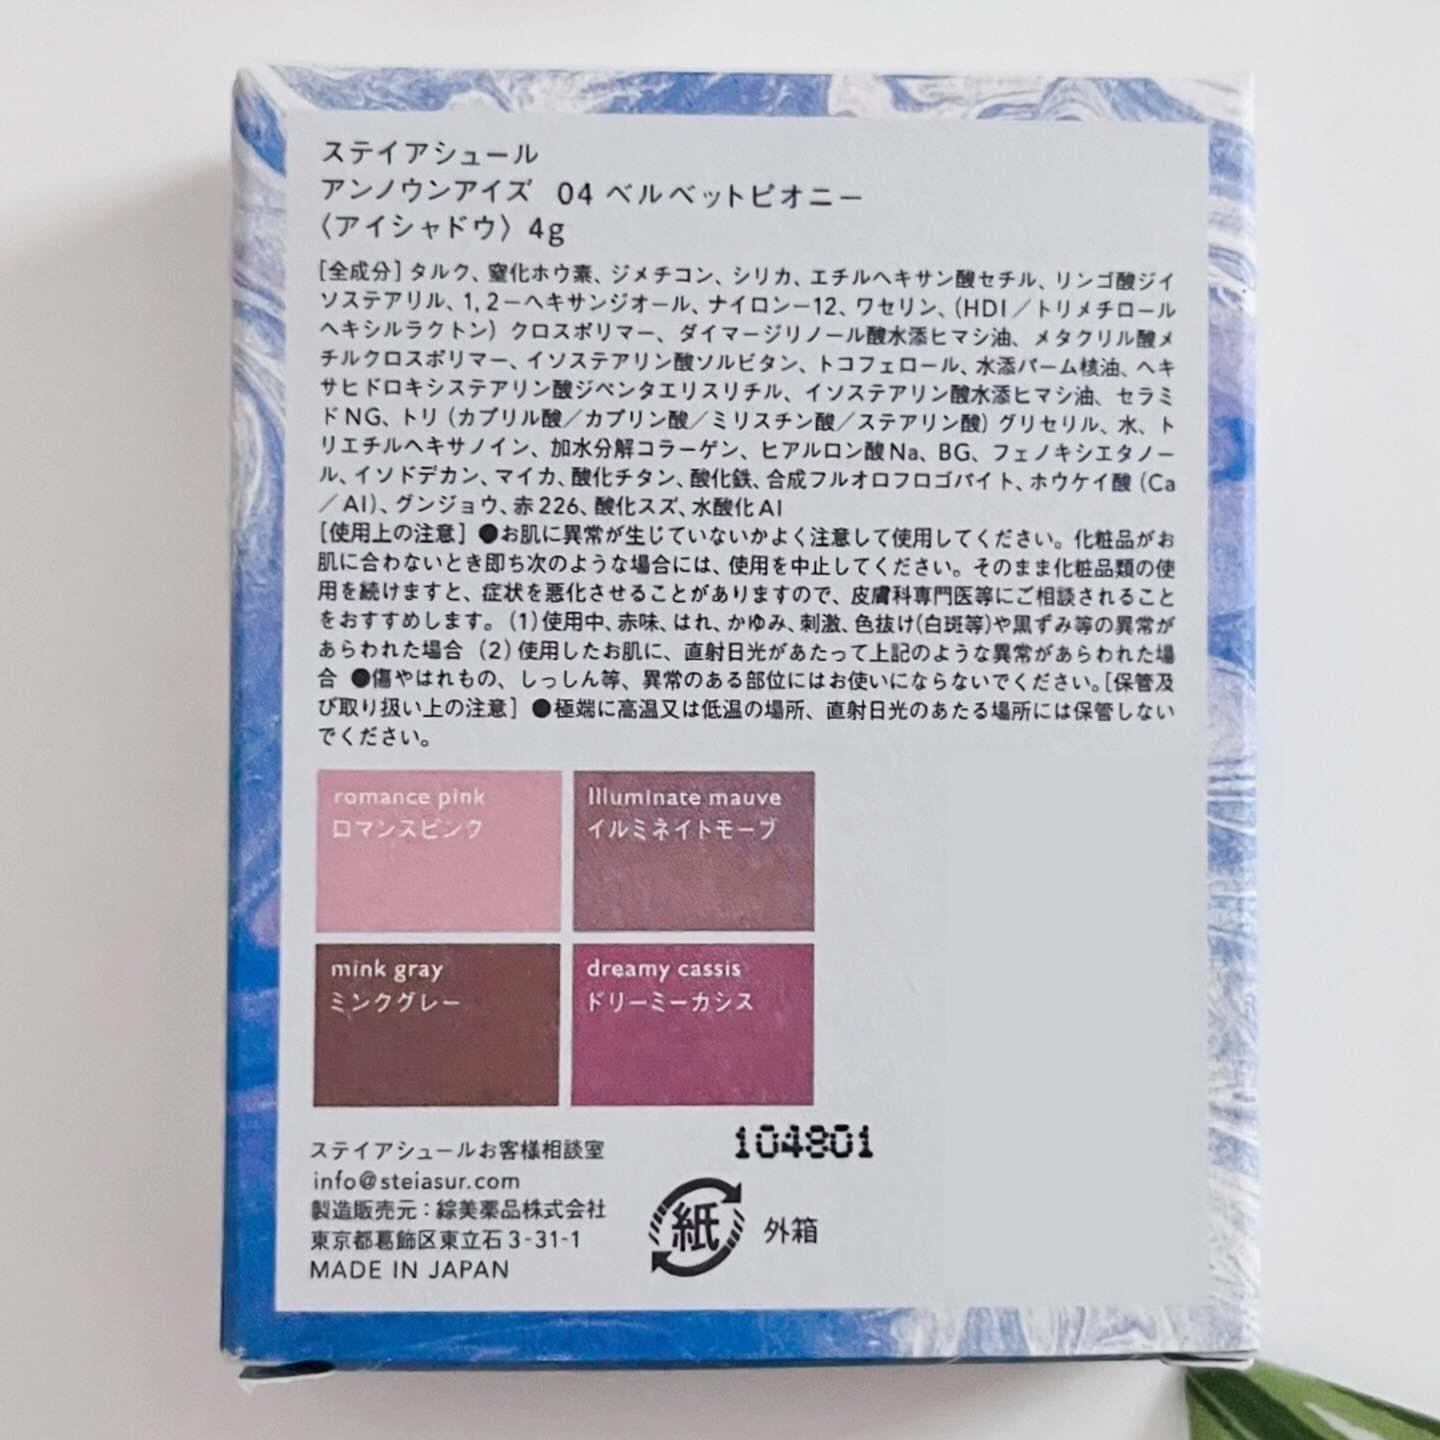 ステイアシュール
アンノウンアイズ 04 ベルベットピオニー
〈アイシャドウ〉4g
[全成分]タルク、窒化ホウ素、ジメチコン、シリカ、エチルヘキサン酸セチル、リンゴ酸ジイ
ソステアリル、1,2－ヘキサンジオール、ナイロン－12、ワセリン、(HDI／トリメチロール
ヘキシルラクトン)クロスポリマー、ダイマージリノール酸水添ヒマシ油、メタクリル酸メ
チルクロスポリマー、イソステアリン酸ソルビタン、トコフェロール、水添パーム核油、ヘキ
サヒドロキシステアリン酸ジペンタエリスリチル、イソステアリン酸水添ヒマシ油、セラミ
ドNG、トリ(カプリル酸／カプリン酸／ミリスチン酸／ステアリン酸)グリセリル、水、ト
リエチルヘキサノイン、加水分解コラーゲン、ヒアルロン酸Na、BG、フェノキシエタノー
ル、イソドデカン、マイカ、酸化チタン、酸化鉄、合成フルオロフロゴパイト、ホウケイ酸(Ca
／Al)、グンジョウ、赤226、酸化スズ、水酸化Al
[使用上の注意]●お肌に異常が生じていないかよく注意して使用してください。化粧品がお
肌に合わないとき即ち次のような場合には、使用を中止してください。そのまま化粧品類の使
用を続けますと、症状を悪化させることがありますので、皮膚科専門医等にご相談されること
をおすすめします。(1)使用中、赤味、はれ、かゆみ、刺激、色抜け(白斑等)や黒ずみ等の異常が
あらわれた場合 (2)使用したお肌に、直射日光があたって上記のような異常があらわれた場
合 ●傷やはれもの、しっしん等、異常のある部位にはお使いにならないでください。[保管及
び取り扱い上の注意]●極端に高温又は低温の場所、直射日光のあたる場所には保管しない
でください。
romance pink
ロマンスピンク
Illuminate mauve
イルミネイトモーブ
mink gray
ミンクグレー
dreamy cassis
ドリーミーカシス
ステイアシュールお客様相談室
info@steiasur.com
製造販売元：綜美薬品株式会社
東京都葛飾区東立石3-31-1
MADE IN JAPAN
104801
紙 外箱